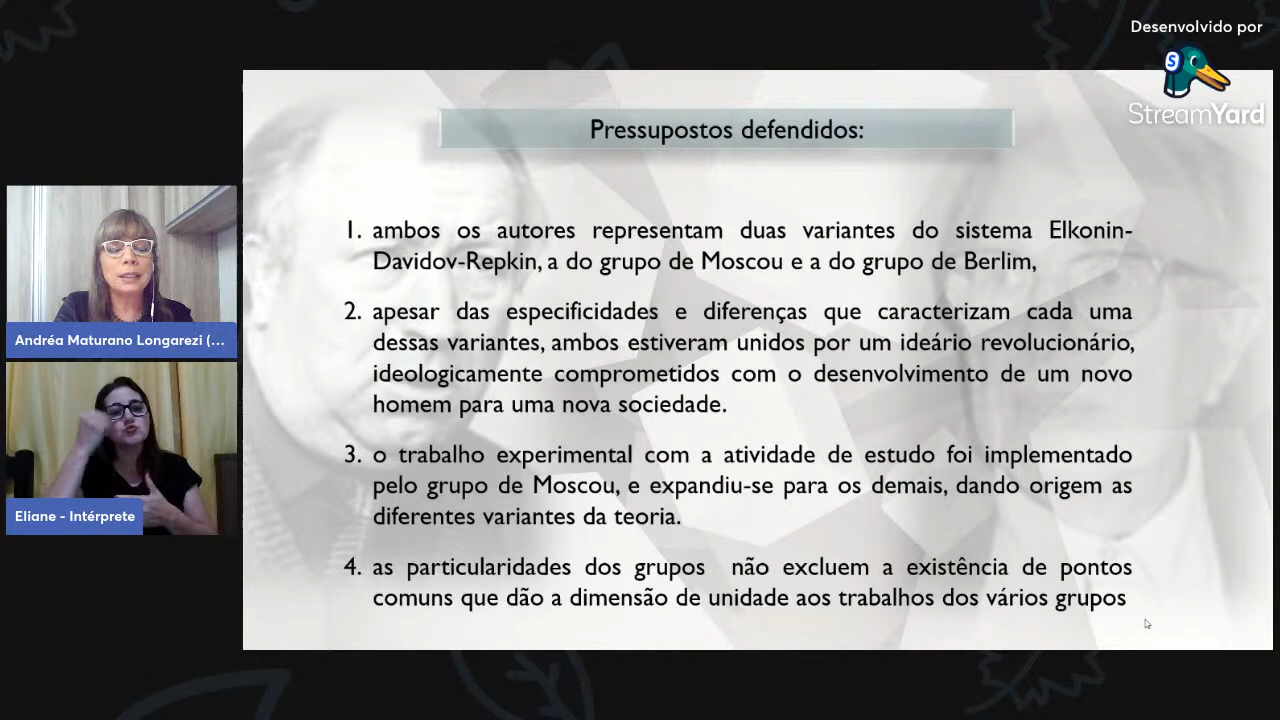 Desenvolvido por
StreamYard
Pressupostos defendidos:
1. ambos os autores representam duas variantes do sistema Elkonin-
Davidov-Repkin, a do grupo de Moscou e a do grupo de Berlim,
2. apesar das especificidades e diferenças que caracterizam cada uma
dessas variantes, ambos estiveram unidos por um ideário revolucionário,
ideologicamente comprometidos com o desenvolvimento de um novo
homem para uma nova sociedade.
3. o trabalho experimental com a atividade de estudo foi implementado
pelo grupo de Moscou, e expandiu-se para os demais, dando origem as
diferentes variantes da teoria.
4. as particularidades dos grupos não excluem a existência de pontos
comuns que dão a dimensão de unidade aos trabalhos dos vários grupos
Andréa Maturano Longarezi (...
Eliane - Intérprete